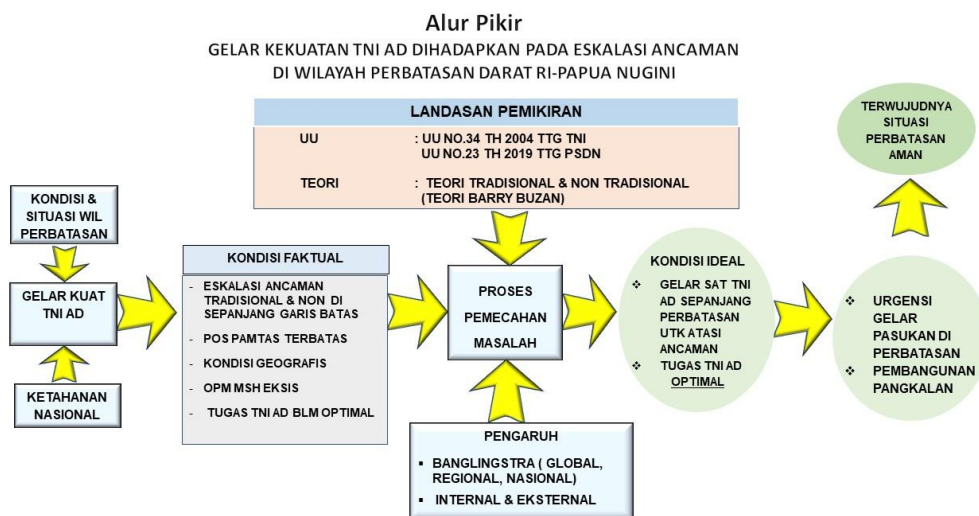 Alur Pikir
GELAR KEKUATAN TNI AD DIHADAPKAN PADA ESKALASI ANCAMAN
DI WILAYAH PERBATASAN DARAT RI-PAPUA NUGINI
LANDASAN PEMIKIRAN
UU : UU NO.34 TH 2004 TTG TNI
UU NO.23 TH 2019 TTG PSDN
TEORI : TEORI TRADISIONAL & NON TRADISIONAL
(TEORI BARRY BUZAN)
KONDISI &
SITUASI WIL
PERBATASAN
GELAR KUAT
TNI AD
KETAHANAN
NASIONAL
KONDISI FAKTUAL
- ESKALASI ANCAMAN
TRADISIONAL & NON DI
SEPANJANG GARIS BATAS
- POS PAMTAS TERBATAS
- KONDISI GEOGRAFIS
- OPM MSH EKSIS
- TUGAS TNI AD BLM OPTIMAL
PROSES
PEMECAHAN
MASALAH
PENGARUH
▪ BANGLINGSTRA ( GLOBAL,
REGIONAL, NASIONAL)
▪ INTERNAL & EKSTERNAL
KONDISI IDEAL
❖ GELAR SAT TNI
AD SEPANJANG
PERBATASAN
UTK ATASI
ANCAMAN
❖ TUGAS TNI AD
OPTIMAL
❖ URGENSI
GELAR
PASUKAN DI
PERBATASAN
❖ PEMBANGUNAN
PANGKALAN
TERWUJUDNYA
SITUASI
PERBATASAN
AMAN